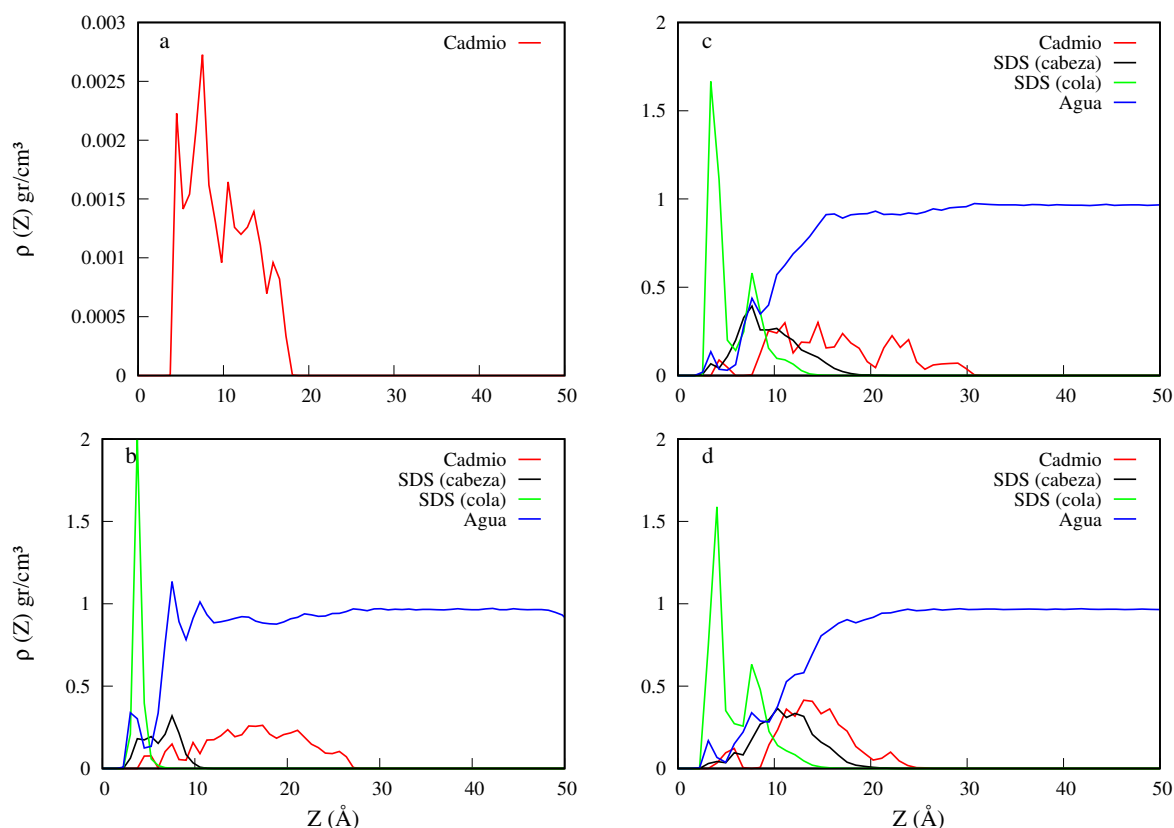 a
Cadmio
0.003
0.0025
0.002
0.0015
0.001
0.0005
0
0 10 20 30 40 50
ρ (Z) gr/cm³
c
Cadmio
SDS (cabeza)
SDS (cola)
Agua
2
1.5
1
0.5
0
0 10 20 30 40 50
b
Cadmio
SDS (cabeza)
SDS (cola)
Agua
2
1.5
1
0.5
0
0 10 20 30 40 50
ρ (Z) gr/cm³
Z (Å)
d
Cadmio
SDS (cabeza)
SDS (cola)
Agua
2
1.5
1
0.5
0
0 10 20 30 40 50
Z (Å)